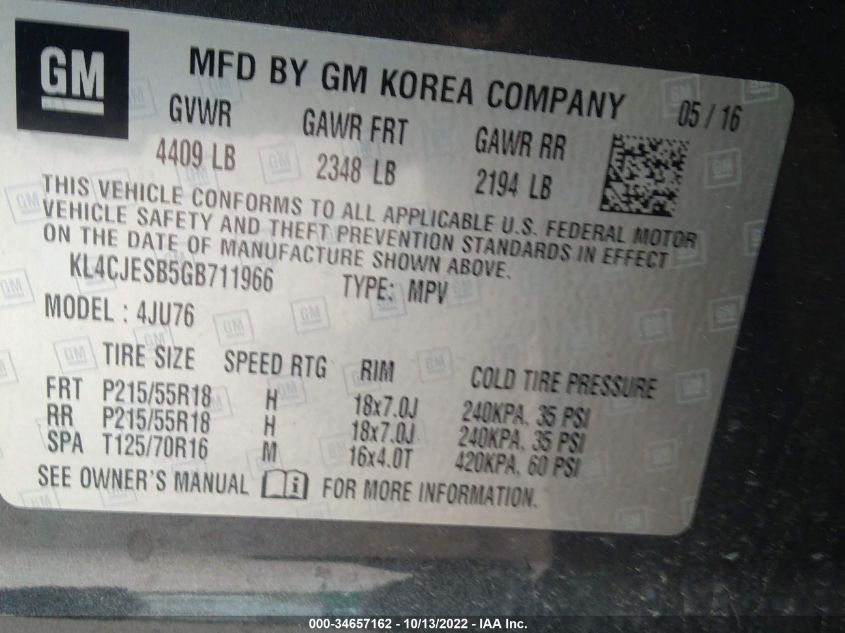 GM
MFD BY GM KOREA COMPANY 05 / 16
GVWR GAWR FRT GAWR RR
4409 LB 2348 LB 2194 LB
THIS VEHICLE CONFORMS TO ALL APPLICABLE U.S. FEDERAL MOTOR
VEHICLE SAFETY AND THEFT PREVENTION STANDARDS IN EFFECT
ON THE DATE OF MANUFACTURE SHOWN ABOVE.
KL4CJESB5GB711966 TYPE: MPV
MODEL : 4JU76
TIRE SIZE SPEED RTG RIM COLD TIRE PRESSURE
FRT P215/55R18 H 18x7.0J 240KPA, 35 PSI
RR P215/55R18 H 18x7.0J 240KPA, 35 PSI
SPA T125/70R16 M 16x4.0T 420KPA, 60 PSI
SEE OWNER'S MANUAL i FOR MORE INFORMATION.
000-34657162 - 10/13/2022 - IAA Inc.